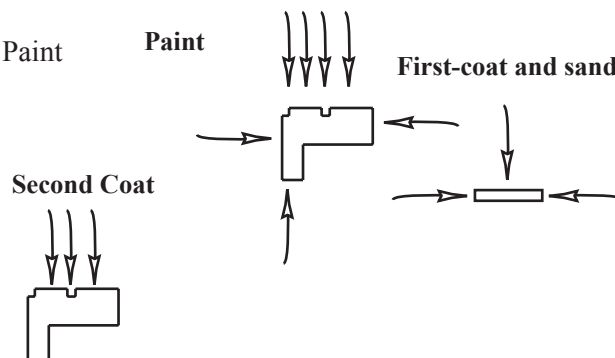 Paint
Paint
First-coat and sand
Second Coat